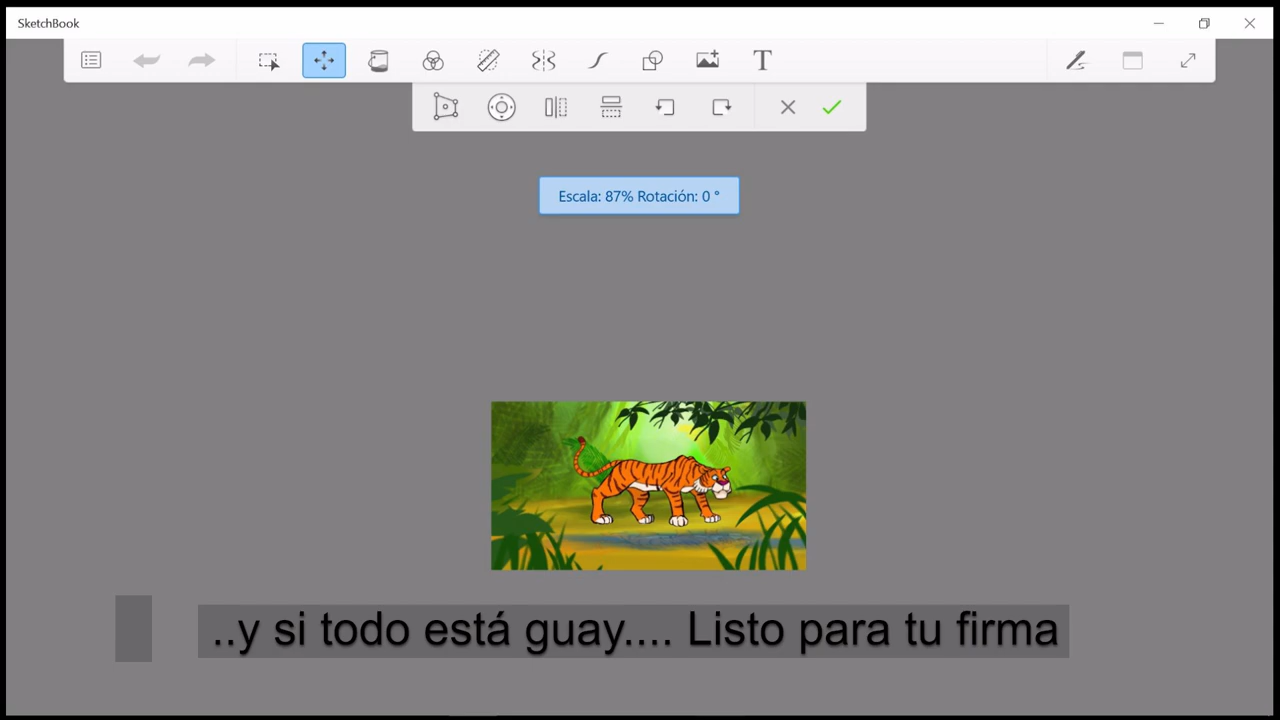 SketchBook
T
Escala: 87% Rotación: 0 °
..y si todo está guay.... Listo para tu firma